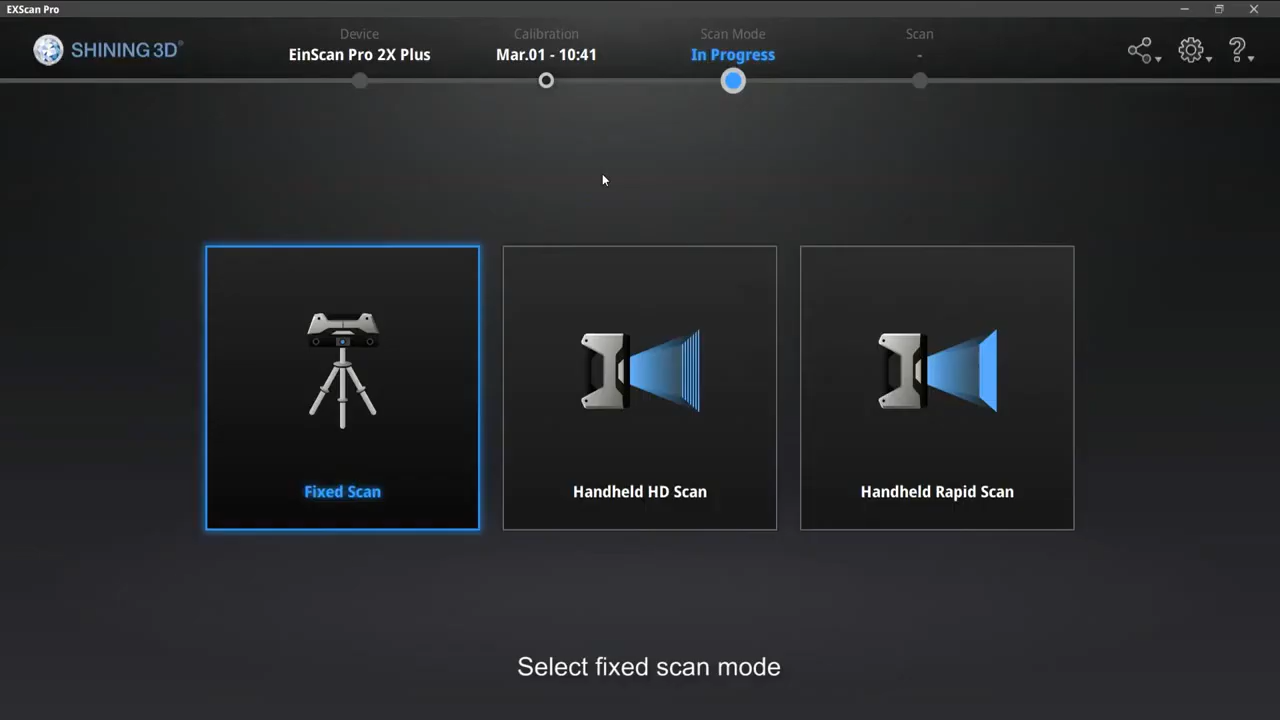 EXScan Pro
SHINING 3D®
Device
EinScan Pro 2X Plus
Calibration
Mar.01 - 10:41
Scan Mode
In Progress
Scan
-
Fixed Scan
Handheld HD Scan
Handheld Rapid Scan
Select fixed scan mode